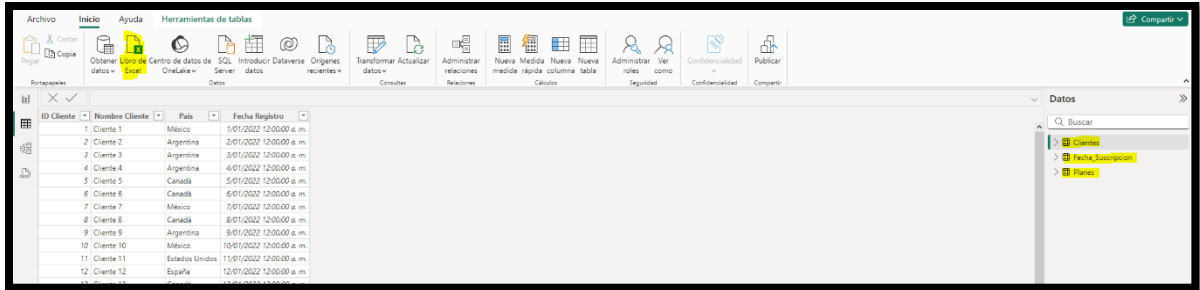 Archivo Inicio Ayuda Herramientas de tablas
Compartir
Pegar
Cortar
Copia
Portapapeles
Obtener datos
Libro de Excel
Centro de datos de OneLake
SQL Server
Introducir datos
Dataverse
Orígenes recientes
Datos
Transformar datos
Actualizar
Consultas
Administrar relaciones
Relaciones
Nueva medida
Medida rápida
Nueva columna
Nueva tabla
Cálculos
Administrar roles
Ver como
Seguridad
Confidencialidad
Confidencialidad
Publicar
Compartir
ID Cliente Nombre Cliente País Fecha Registro
1 Cliente 1 México 1/01/2022 12:00:00 a. m.
2 Cliente 2 Argentina 2/01/2022 12:00:00 a. m.
3 Cliente 3 Argentina 3/01/2022 12:00:00 a. m.
4 Cliente 4 Argentina 4/01/2022 12:00:00 a. m.
5 Cliente 5 Canadá 5/01/2022 12:00:00 a. m.
6 Cliente 6 Canadá 6/01/2022 12:00:00 a. m.
7 Cliente 7 México 7/01/2022 12:00:00 a. m.
8 Cliente 8 Canadá 8/01/2022 12:00:00 a. m.
9 Cliente 9 Argentina 9/01/2022 12:00:00 a. m.
10 Cliente 10 México 10/01/2022 12:00:00 a. m.
11 Cliente 11 Estados Unidos 11/01/2022 12:00:00 a. m.
12 Cliente 12 España 12/01/2022 12:00:00 a. m.
Datos
Buscar
Clientes
Fecha_Suscripcion
Planes